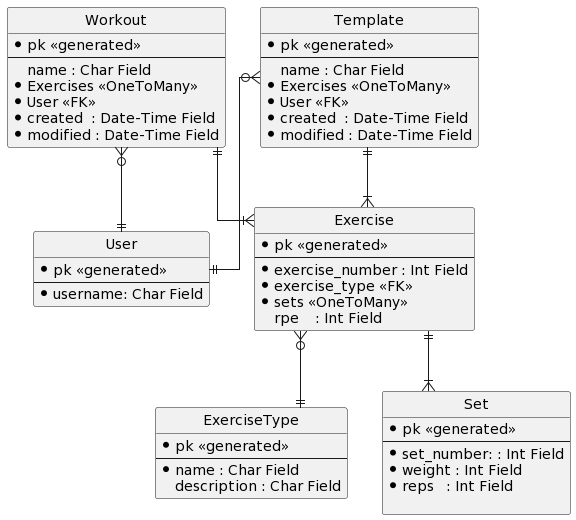 Workout
pk «generated»
name : Char Field
Exercises «OneToMany»
User «FK»
created  : Date-Time Field
modified : Date-Time Field
Template
pk «generated»
name : Char Field
Exercises «OneToMany»
User «FK»
created  : Date-Time Field
modified : Date-Time Field
User
pk «generated»
username: Char Field
Exercise
pk «generated»
exercise_number : Int Field
exercise_type «FK»
sets «OneToMany»
rpe    : Int Field
ExerciseType
pk «generated»
name : Char Field
description : Char Field
Set
pk «generated»
set_number: : Int Field
weight : Int Field
reps   : Int Field